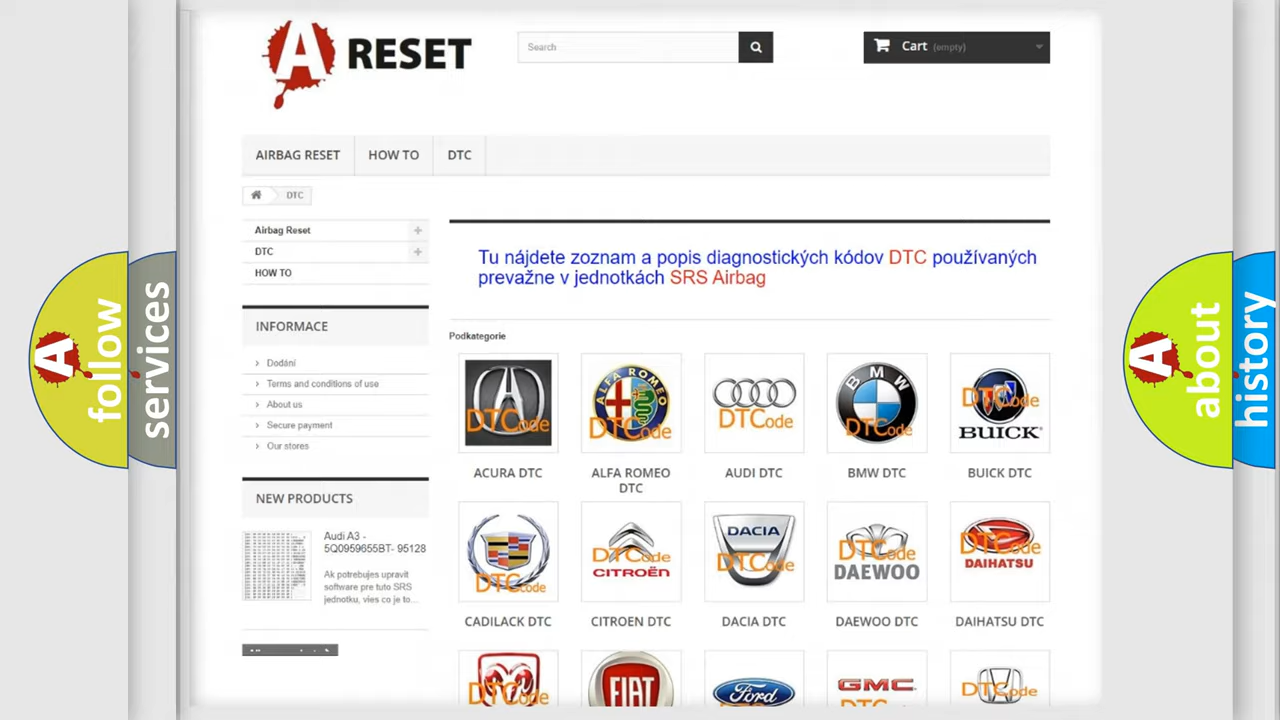 A RESET
Search
Cart (empty)
AIRBAG RESET
HOW TO
DTC
DTC
Airbag Reset
DTC
HOW TO
INFORMACE
Dodání
Terms and conditions of use
About us
Secure payment
Our stores
NEW PRODUCTS
Audi A3 -
5Q0959655BT- 95128
Ak potrebujes upravit
software pre tuto SRS
jednotku, vies co je to...
Tu nájdete zoznam a popis diagnostických kódov DTC používaných
prevažne v jednotkách SRS Airbag
Podkategorie
DTCode
ALFA ROMEO
DTCode
DTCode
BMW
DTCode
DTCode
BUICK
ACURA DTC
ALFA ROMEO
DTC
AUDI DTC
BMW DTC
BUICK DTC
DTCode
DTCode
CITROËN
DACIA
DTCode
DTCode
DAEWOO
DTCode
DAIHATSU
CADILACK DTC
CITROEN DTC
DACIA DTC
DAEWOO DTC
DAIHATSU DTC
DTCode
FIAT
Ford
GMC
DTCode
A follow
services
A about
history